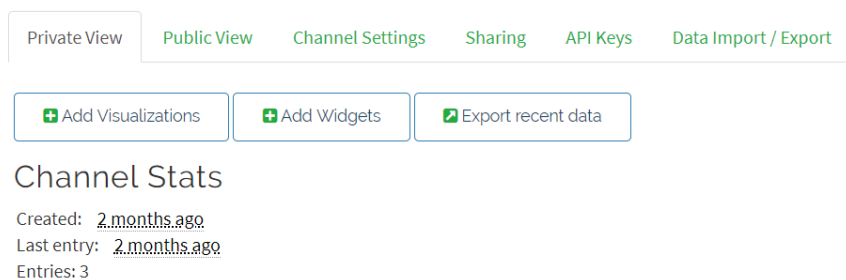 Private View Public View Channel Settings Sharing API Keys Data Import / Export
Add Visualizations Add Widgets Export recent data
Channel Stats
Created: 2 months ago
Last entry: 2 months ago
Entries: 3